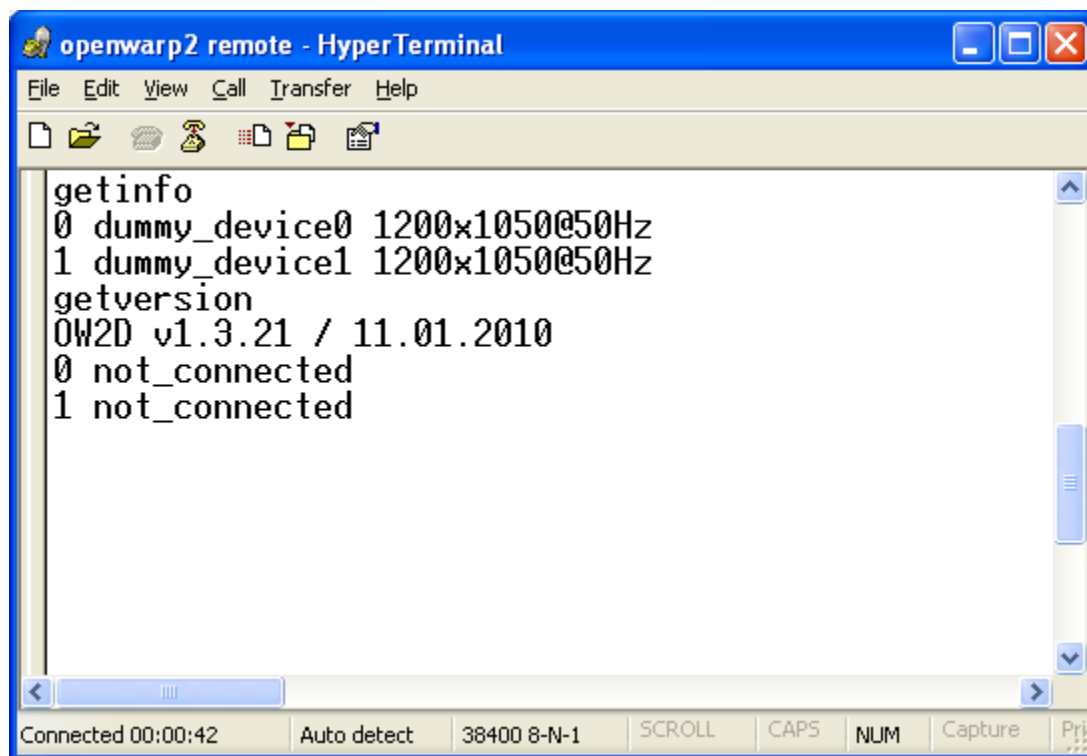 openwarp2 remote - HyperTerminal
File Edit View Call Transfer Help
getinfo
0 dummy_device0 1200x1050@50Hz
1 dummy_device1 1200x1050@50Hz
getversion
OW2D v1.3.21 / 11.01.2010
0 not_connected
1 not_connected
Connected 00:00:42 Auto detect 38400 8-N-1 SCROLL CAPS NUM Capture